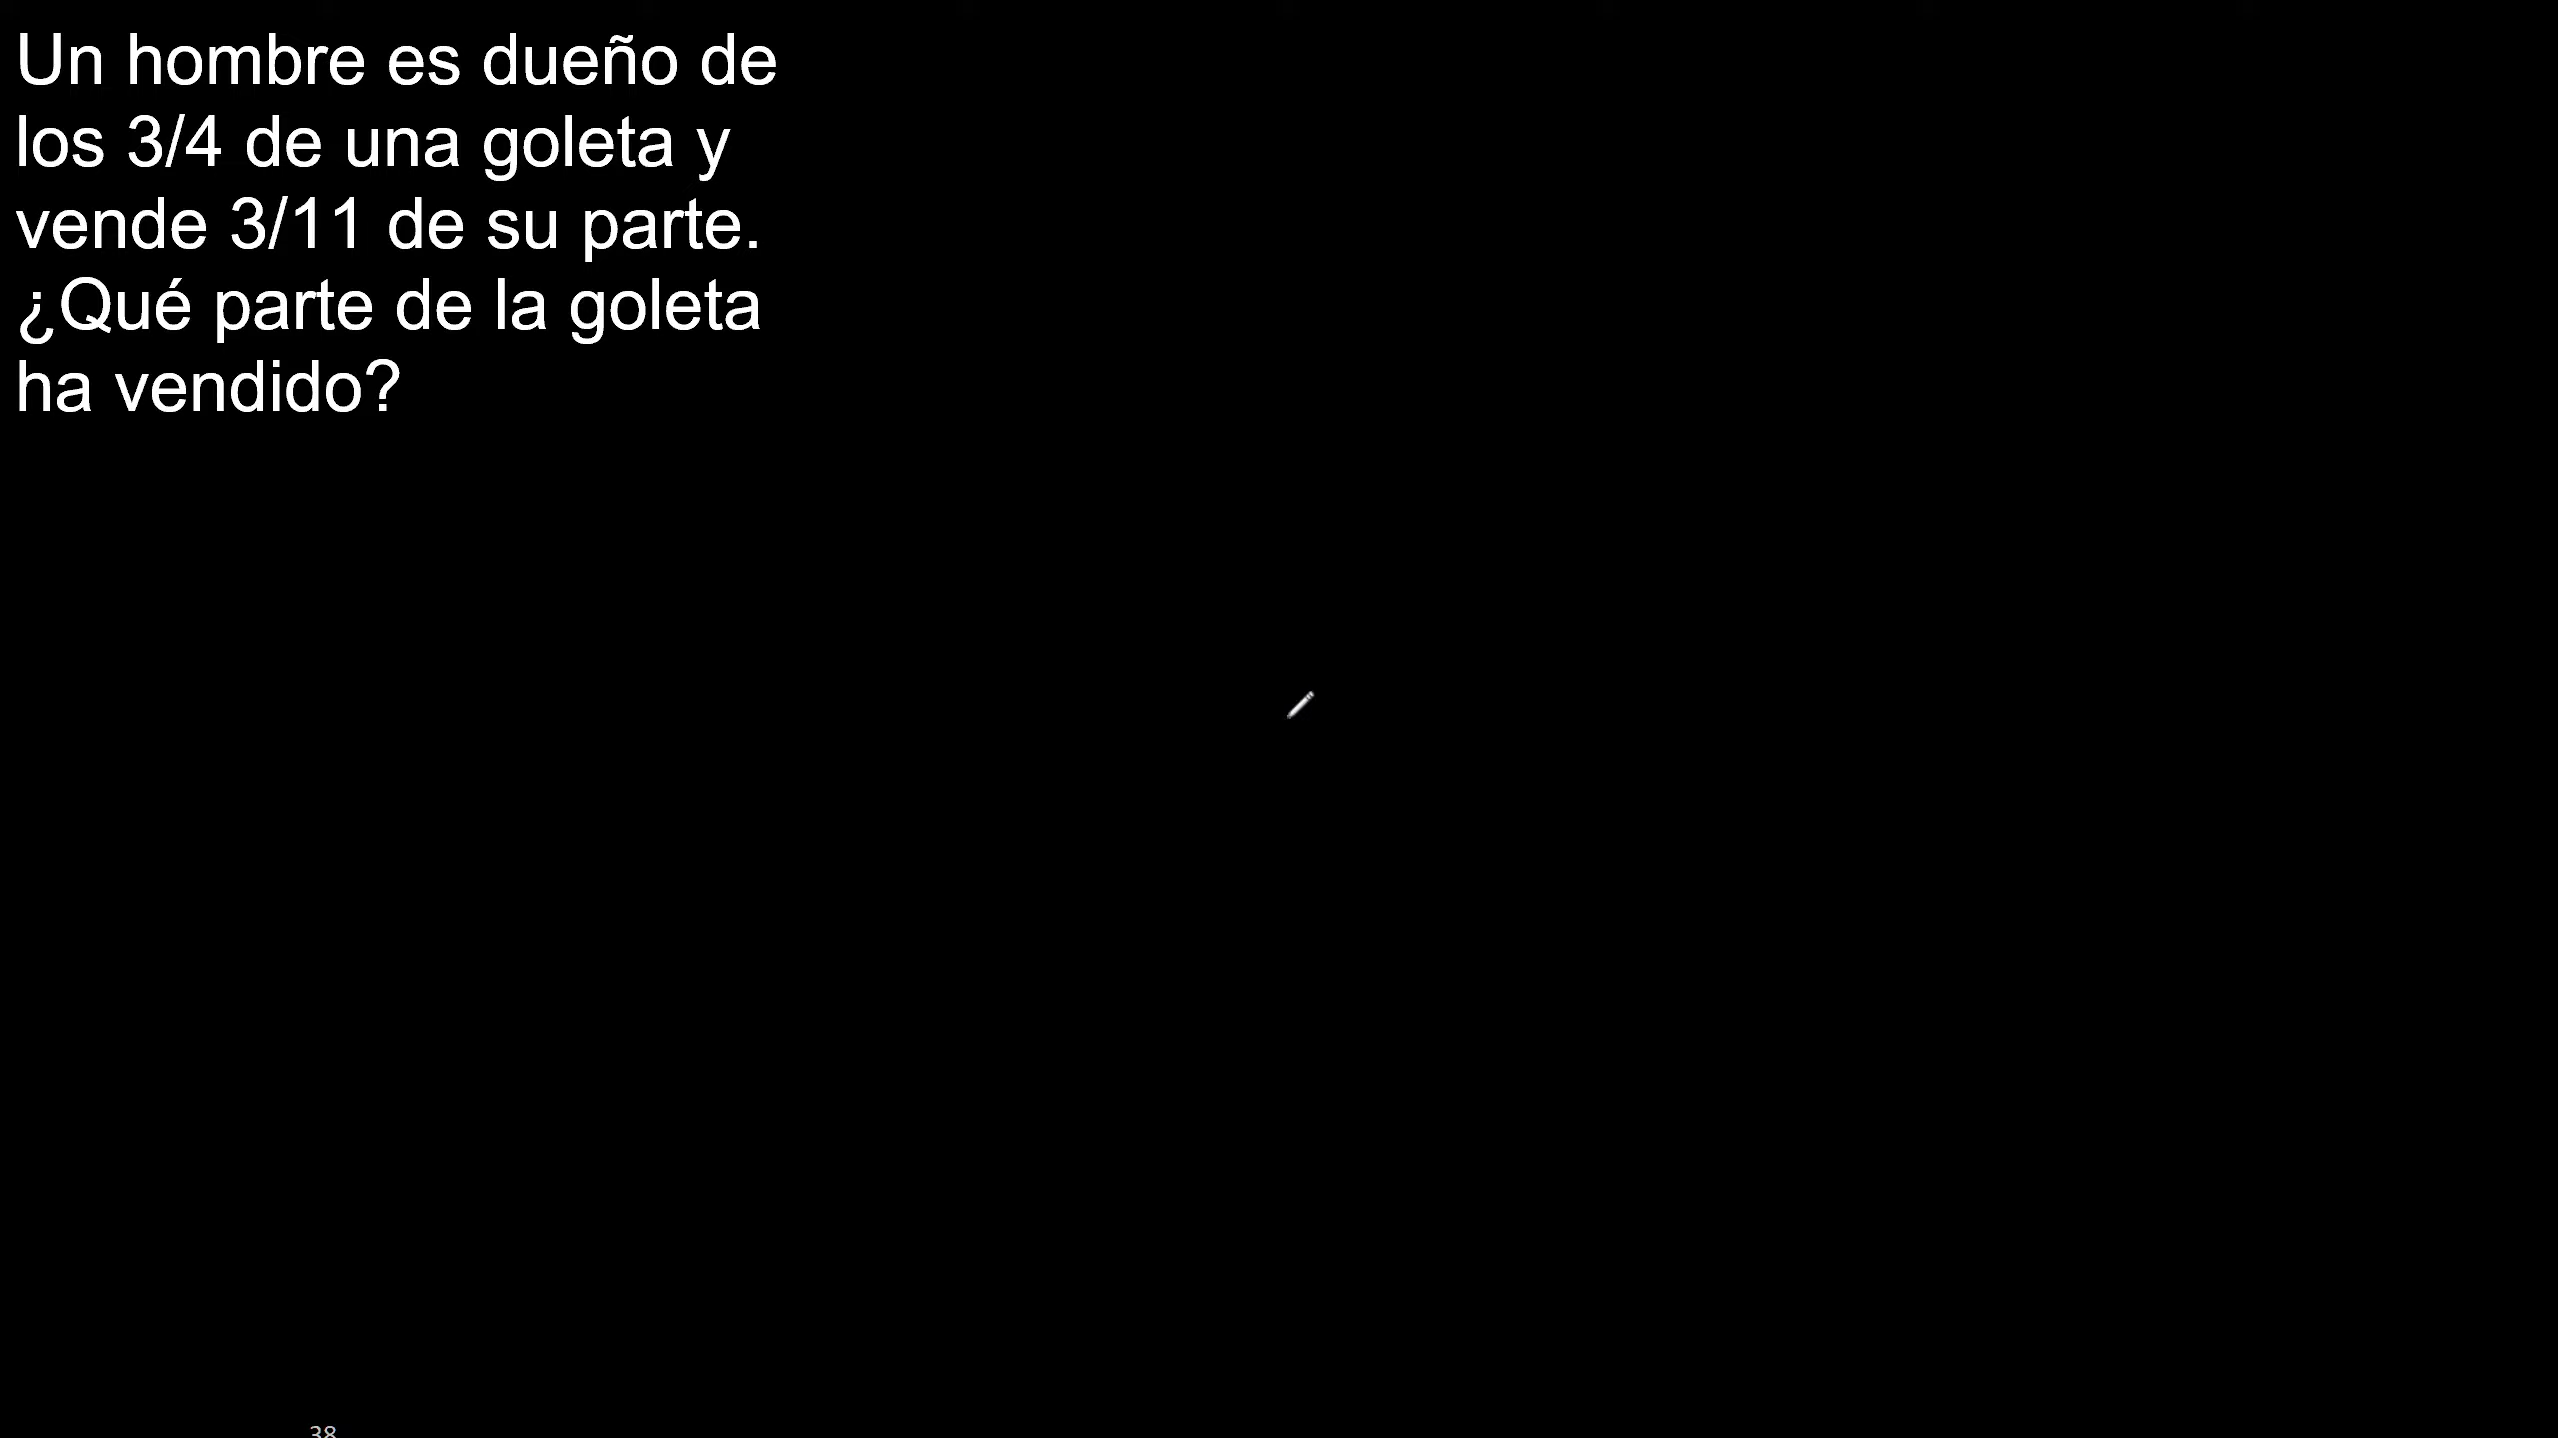 Un hombre es dueño de
los 3/4 de una goleta y
vende 3/11 de su parte.
¿Qué parte de la goleta
ha vendido?
38